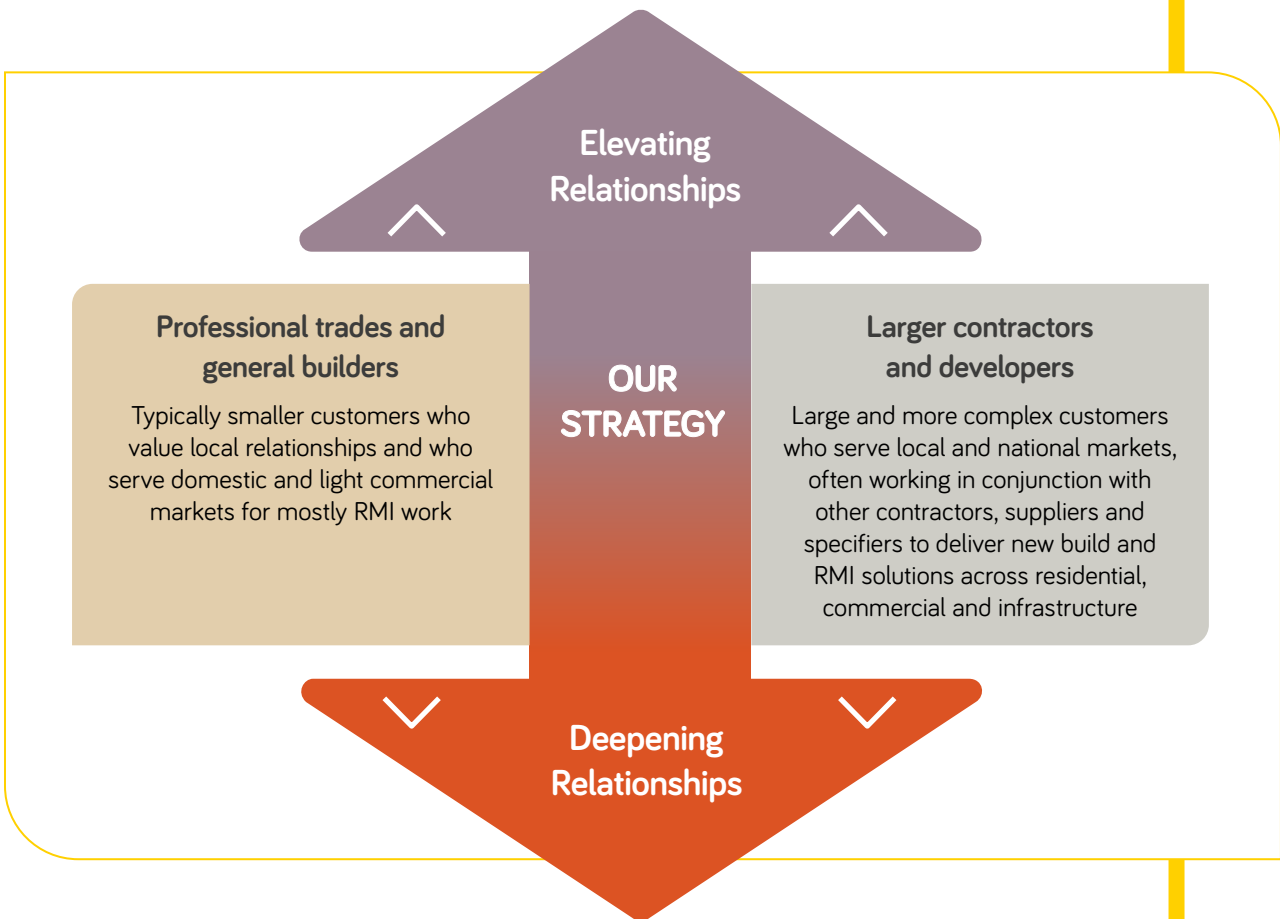 Elevating
Relationships
Professional trades and
general builders
Typically smaller customers who
value local relationships and who
serve domestic and light commercial
markets for mostly RMI work
OUR
STRATEGY
Larger contractors
and developers
Large and more complex customers
who serve local and national markets,
often working in conjunction with
other contractors, suppliers and
specifiers to deliver new build and
RMI solutions across residential,
commercial and infrastructure
Deepening
Relationships